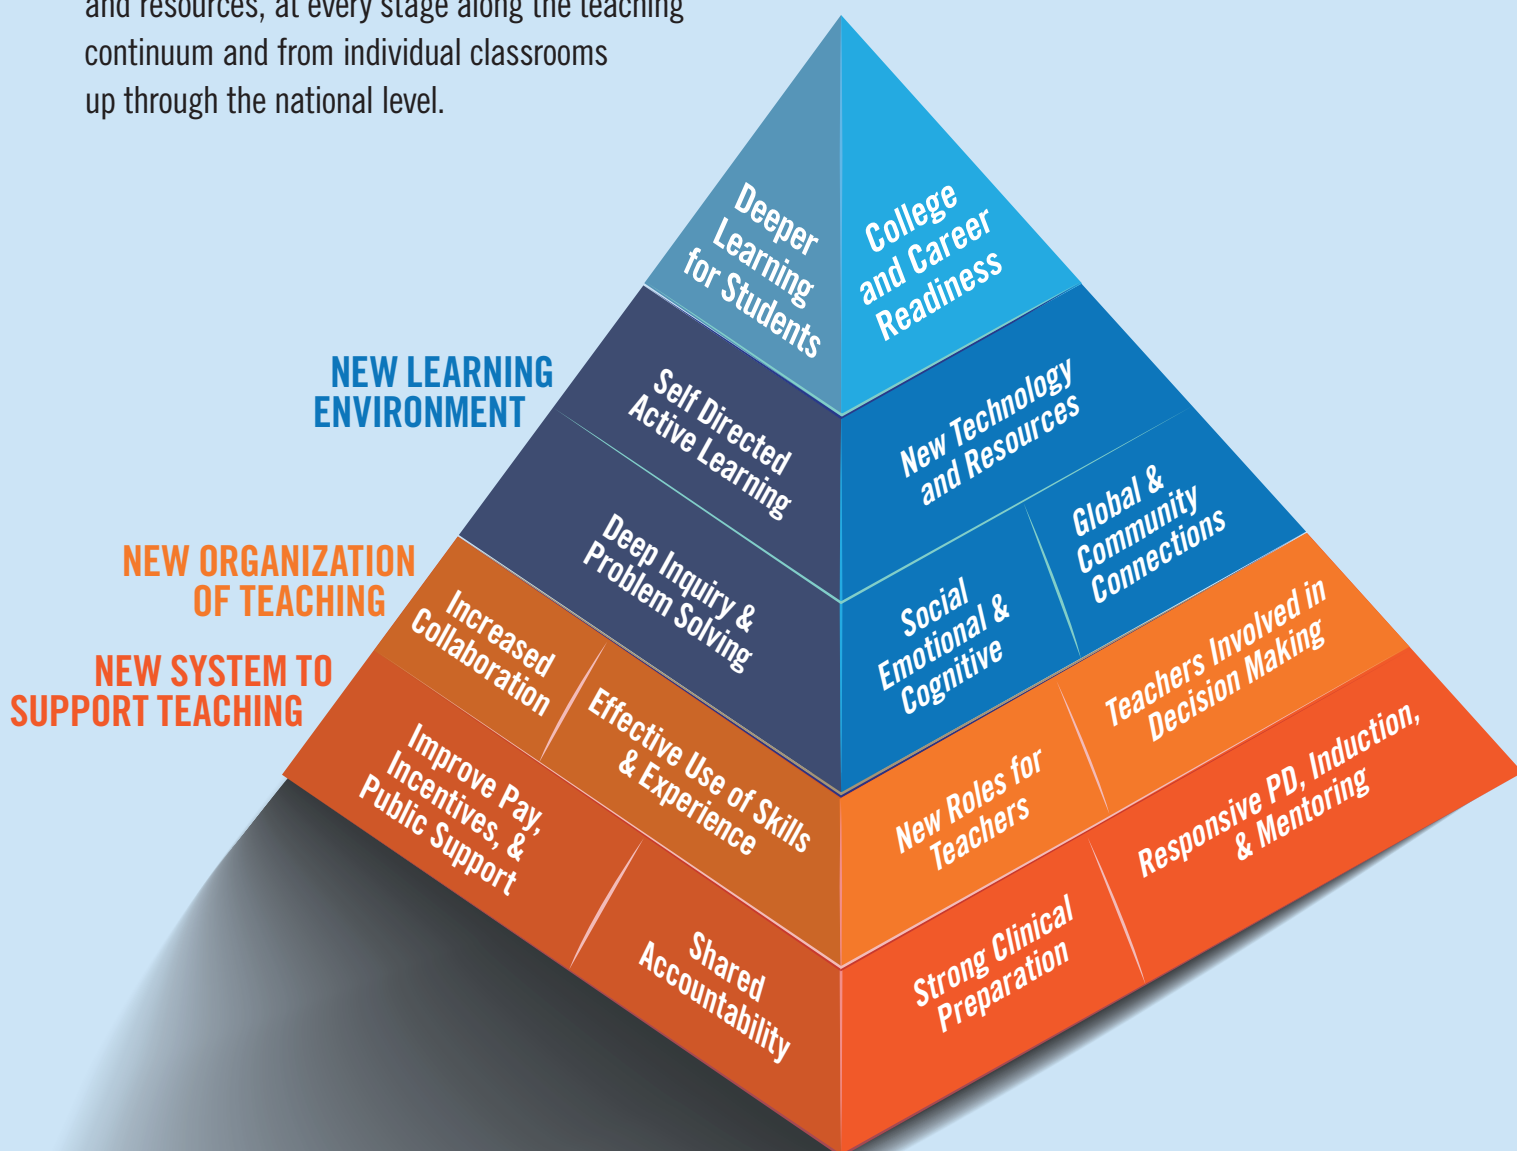 and resources, at every stage along the teaching
continuum and from individual classrooms
up through the national level.
Deeper
Learning
for Students
College
and Career
Readiness
NEW LEARNING
ENVIRONMENT
Self Directed
Active Learning
New Technology
and Resources
Deep Inquiry &
Problem Solving
Social
Emotional &
Cognitive
Global &
Community
Connections
NEW ORGANIZATION
OF TEACHING
Increased
Collaboration
Effective Use of Skills
& Experience
New Roles for
Teachers
Teachers Involved in
Decision Making
NEW SYSTEM TO
SUPPORT TEACHING
Improve Pay,
Incentives, &
Public Support
Shared
Accountability
Strong Clinical
Preparation
Responsive PD, Induction,
& Mentoring